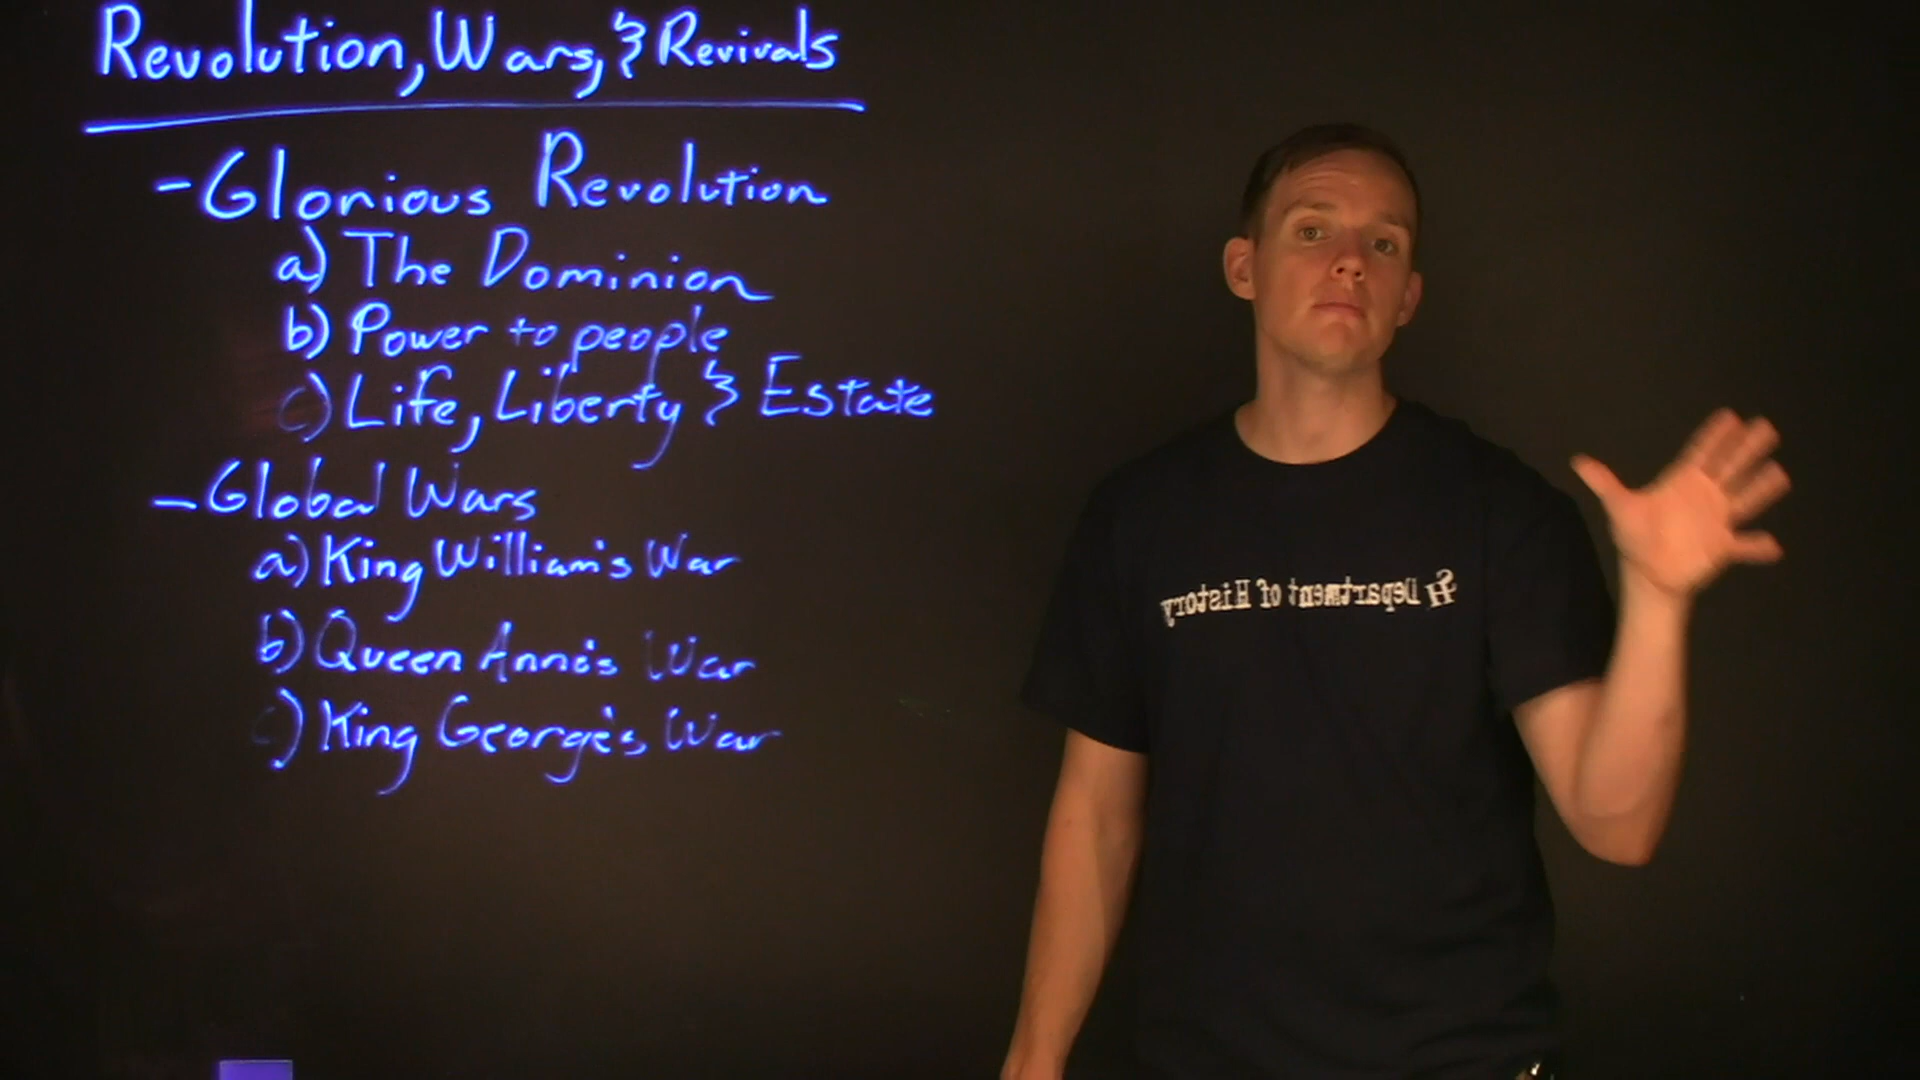 Revolution, Wars, & Revivals
- Glorious Revolution
a) The Dominion
b) Power to people
c) Life, Liberty & Estate
- Global Wars
a) King William's War
b) Queen Anne's War
c) King George's War
Department of History